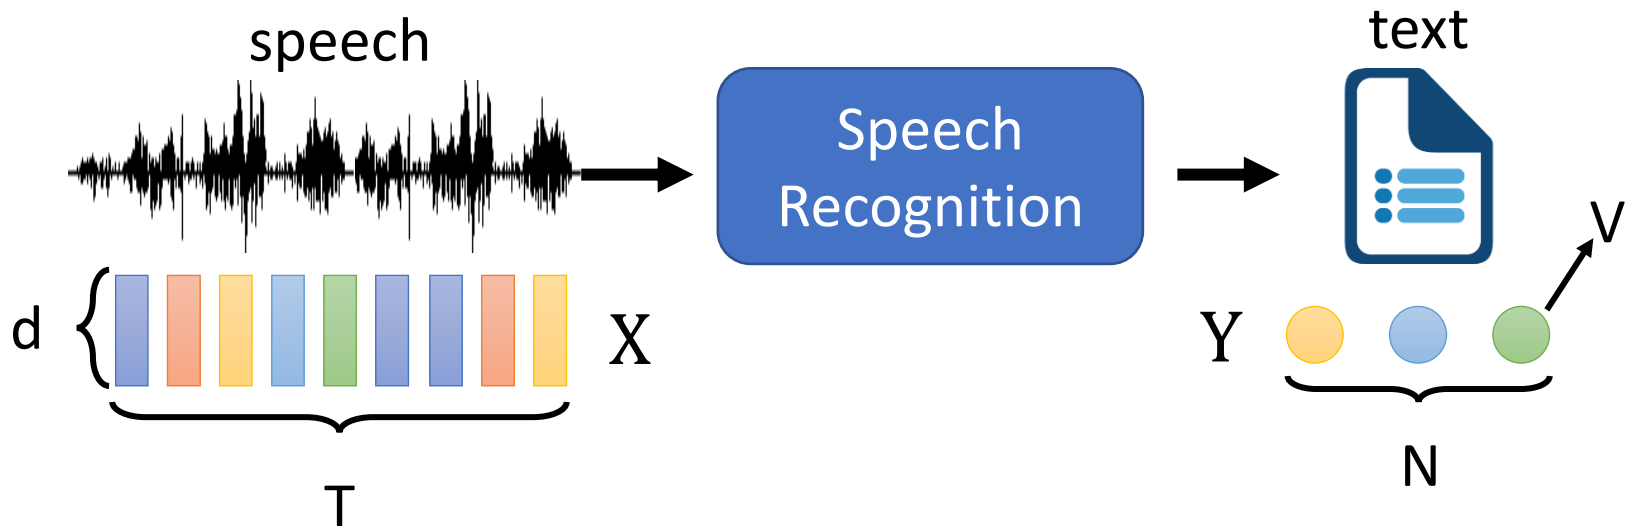 speech
text
Speech
Recognition
V
d
X
Y
N
T